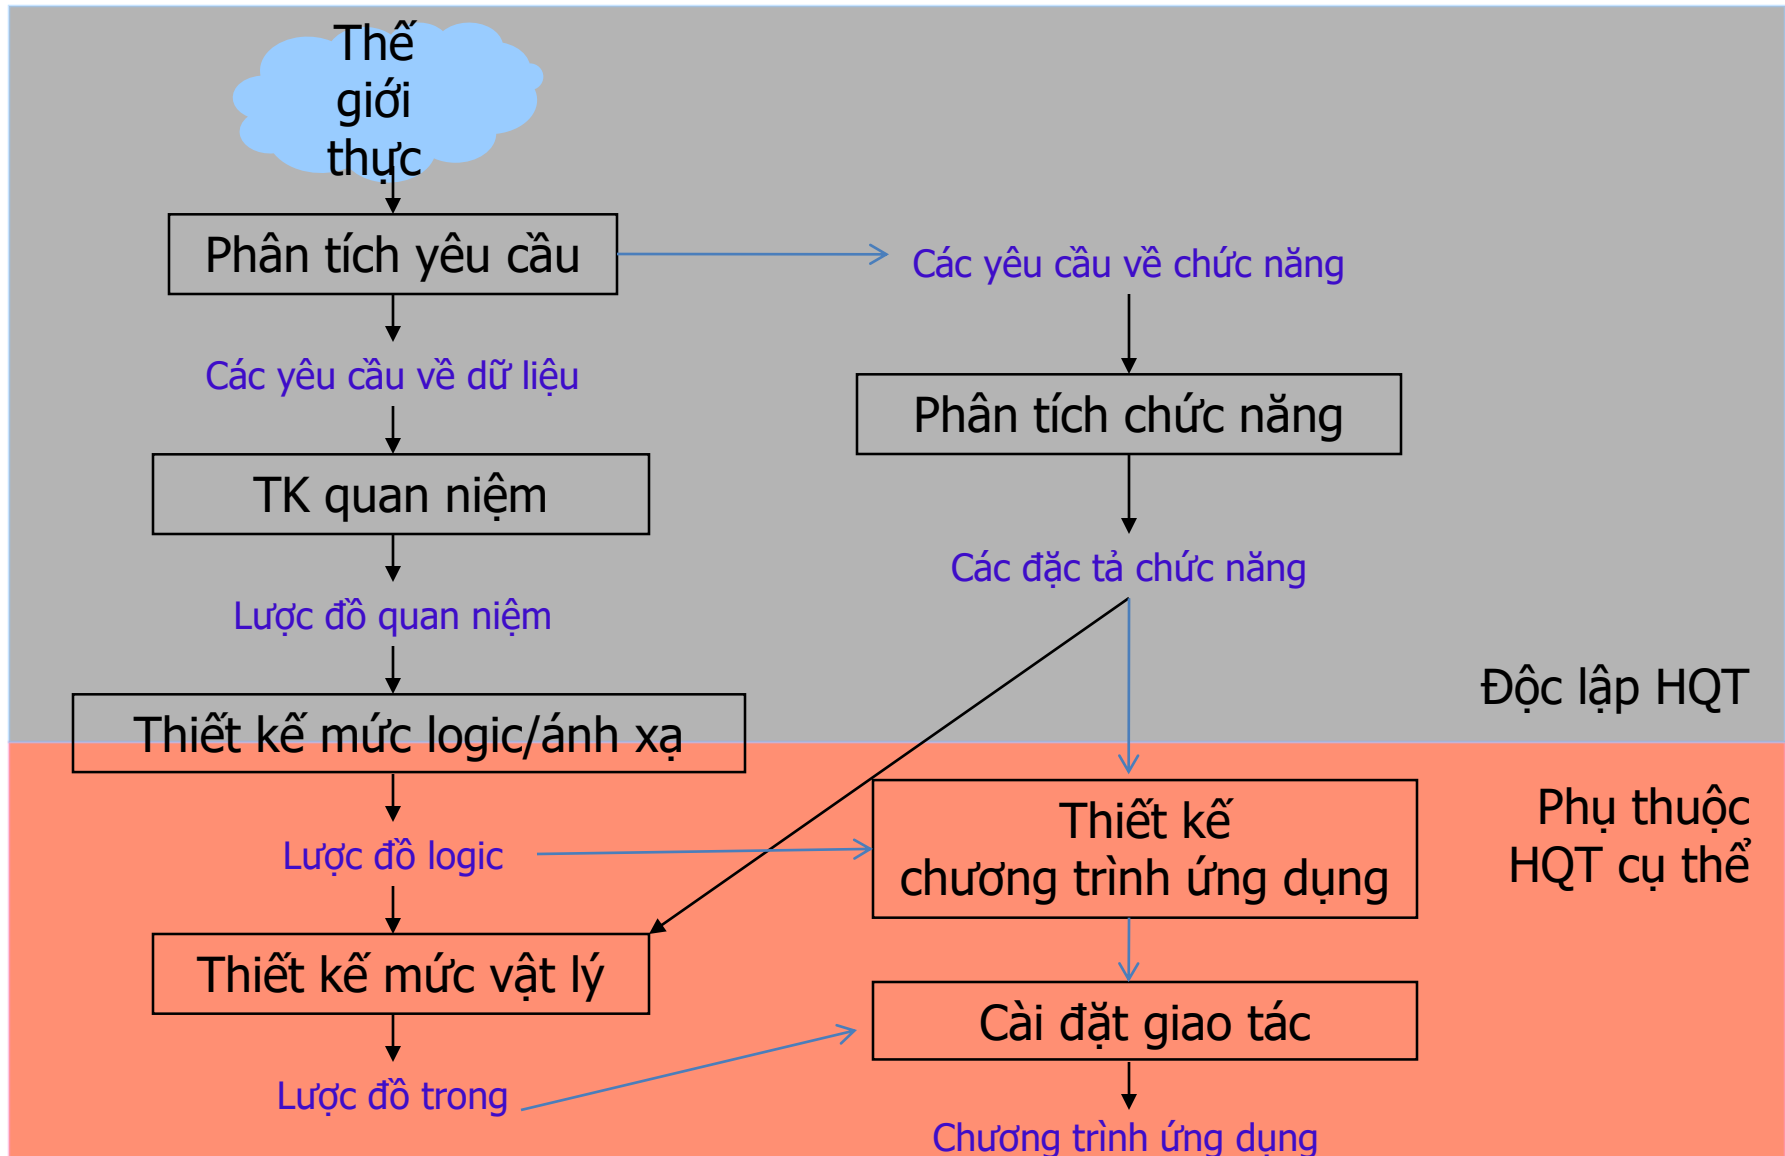 Thế
giới
thực
Phân tích yêu cầu
Các yêu cầu về chức năng
Các yêu cầu về dữ liệu
Phân tích chức năng
TK quan niệm
Các đặc tả chức năng
Lược đồ quan niệm
Độc lập HQT
Thiết kế mức logic/ánh xạ
Phụ thuộc
HQT cụ thể
Thiết kế
chương trình ứng dụng
Lược đồ logic
Thiết kế mức vật lý
Cài đặt giao tác
Lược đồ trong
Chương trình ứng dụng